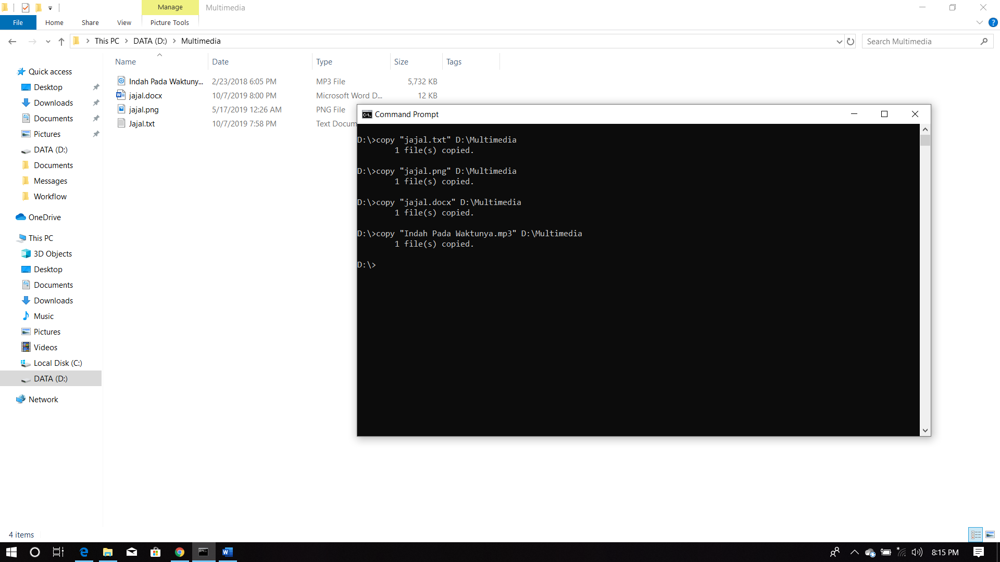 Manage
Multimedia
File
Home
Share
View
Picture Tools
This PC > DATA (D:) > Multimedia
Search Multimedia
Name
Date
Type
Size
Tags
Indah Pada Waktuny... 2/23/2018 6:05 PM MP3 File 5,732 KB
jajal.docx 10/7/2019 8:00 PM Microsoft Word D... 12 KB
jajal.png 5/17/2019 12:26 AM PNG File
Jajal.txt 10/7/2019 7:58 PM Text Docum
Quick access
Desktop
Downloads
Documents
Pictures
DATA (D:)
Documents
Messages
Workflow
OneDrive
This PC
3D Objects
Desktop
Documents
Downloads
Music
Pictures
Videos
Local Disk (C:)
DATA (D:)
Network
Command Prompt
D:\>copy "jajal.txt" D:\Multimedia
1 file(s) copied.
D:\>copy "jajal.png" D:\Multimedia
1 file(s) copied.
D:\>copy "jajal.docx" D:\Multimedia
1 file(s) copied.
D:\>copy "Indah Pada Waktunya.mp3" D:\Multimedia
1 file(s) copied.
D:\>
4 items
8:15 PM